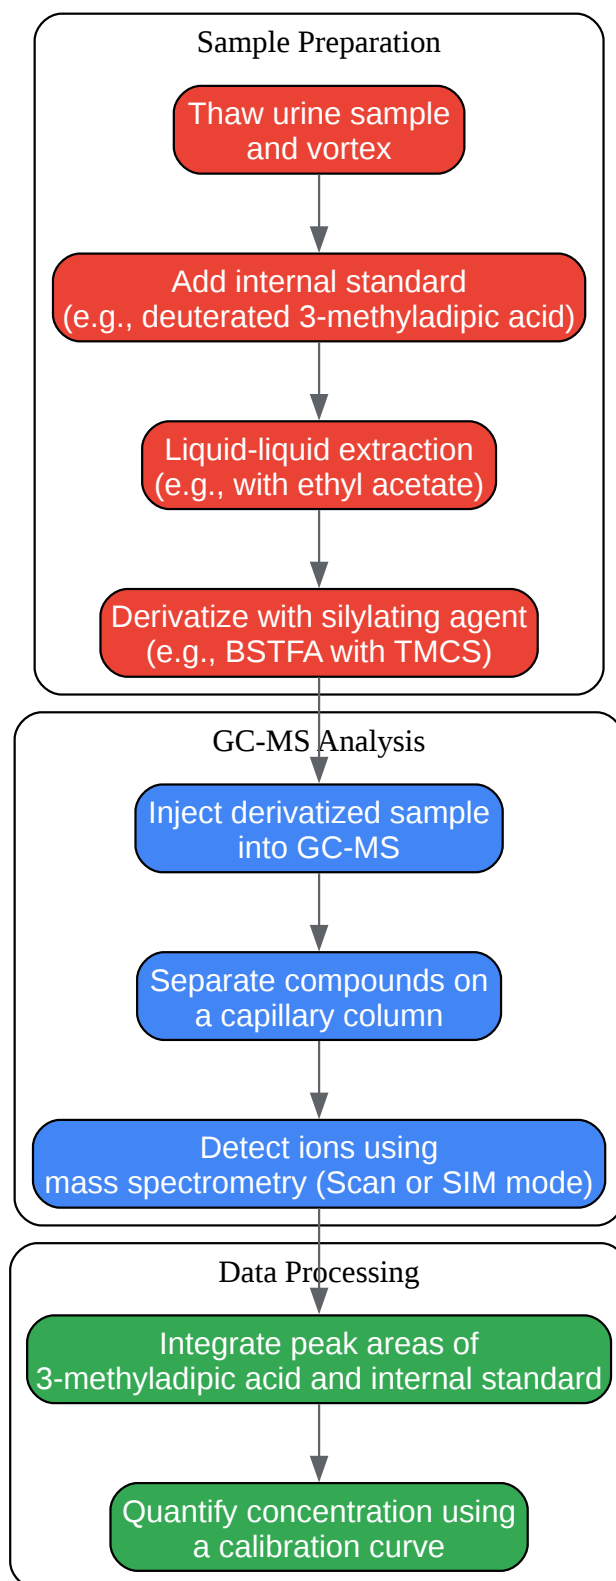 Sample Preparation
Thaw urine sample
and vortex
Add internal standard
(e.g., deuterated 3-methyladipic acid)
Liquid-liquid extraction
(e.g., with ethyl acetate)
Derivatize with silylating agent
(e.g., BSTFA with TMCS)
GC-MS Analysis
Inject derivatized sample
into GC-MS
Separate compounds on
a capillary column
Detect ions using
mass spectrometry (Scan or SIM mode)
Data Processing
Integrate peak areas of
3-methyladipic acid and internal standard
Quantify concentration using
a calibration curve